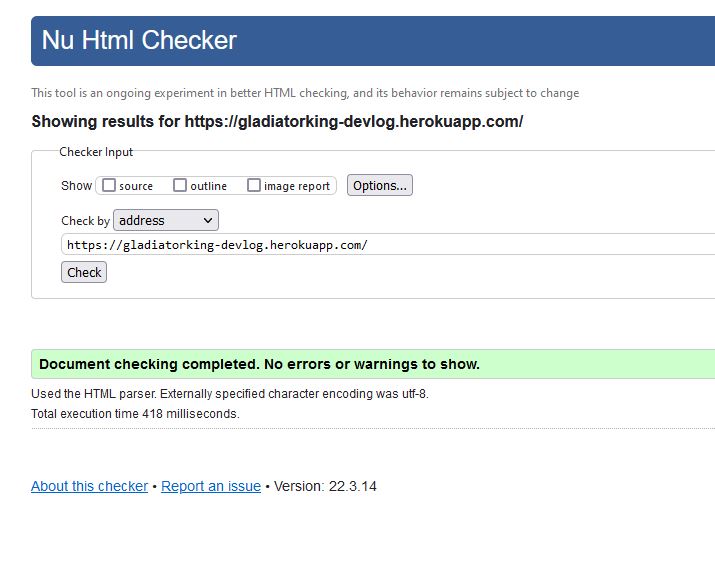 Nu Html Checker
This tool is an ongoing experiment in better HTML checking, and its behavior remains subject to change
Showing results for https://gladiatorking-devlog.herokuapp.com/
Checker Input
Show source outline image report Options...
Check by address
https://gladiatorking-devlog.herokuapp.com/
Check
Document checking completed. No errors or warnings to show.
Used the HTML parser. Externally specified character encoding was utf-8.
Total execution time 418 milliseconds.
About this checker • Report an issue • Version: 22.3.14